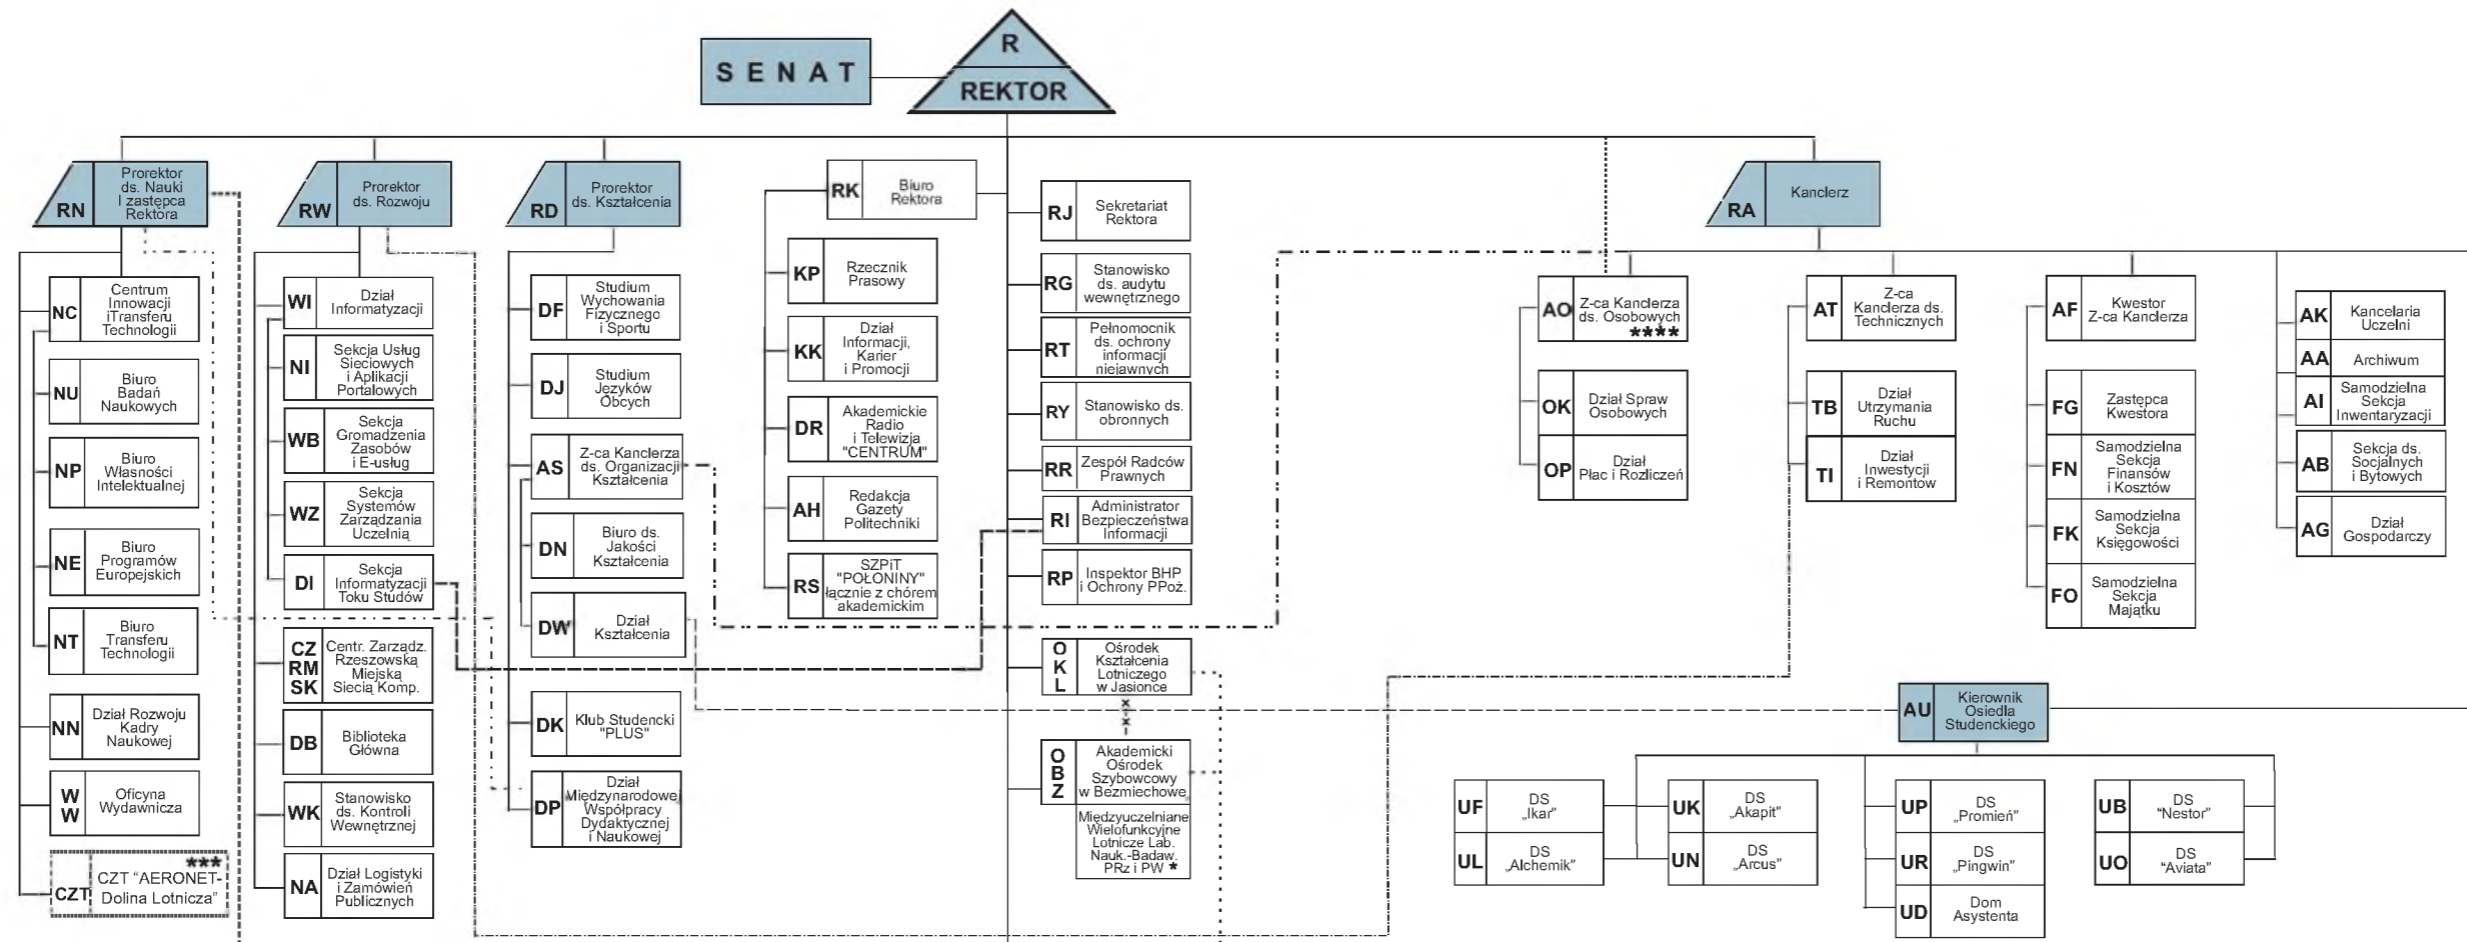 S E N A T
R
REKTOR
RN
Prorektor
ds. Nauki
I zastępca
Rektora
RW
Prorektor
ds. Rozwoju
RD
Prorektor
ds. Kształcenia
RK
Biuro
Rektora
RA
Kanclerz
NC
Centrum
Innowacji
iTransferu
Technologii
NU
Biuro
Badań
Naukowych
NP
Biuro
Własności
Intelektualnej
NE
Biuro
Programów
Europejskich
NT
Biuro
Transferu
Technologii
NN
Dział Rozwoju
Kadry
Naukowej
W
W
Oficyna
Wydawnicza
***
CZT
CZT "AERONET-
Dolina Lotnicza"
WI
Dział
Informatyzacji
NI
Sekcja Usług
Sieciowych
i Aplikacji
Portalowych
WB
Sekcja
Gromadzenia
Zasobów
i E-usług
WZ
Sekcja
Systemów
Zarządzania
Uczelnią
DI
Sekcja
Informatyzacji
Toku Studów
CZ
RM
SK
Centr. Zarządz.
Rzeszowską
Miejską
Siecią Komp.
DB
Biblioteka
Główna
WK
Stanowisko
ds. Kontroli
Wewnętrznej
NA
Dział Logistyki
i Zamówień
Publicznych
DF
Studium
Wychowania
Fizycznego
i Sportu
DJ
Studium
Języków
Obcych
AS
Z-ca Kanclerza
ds. Organizacji
Kształcenia
DN
Biuro ds.
Jakości
Kształcenia
DW
Dział
Kształcenia
DK
Klub Studencki
"PLUS"
DP
Dział
Międzynarodowej
Współpracy
Dydaktycznej
i Naukowej
KP
Rzecznik
Prasowy
KK
Dział
Informacji,
Karier
i Promocji
DR
Akademickie
Radio
i Telewizja
"CENTRUM"
AH
Redakcja
Gazety
Politechniki
RS
SZPiT
"POŁONINY"
łącznie z chórem
akademickim
RJ
Sekretariat
Rektora
RG
Stanowisko
ds. audytu
wewnętrznego
RT
Pełnomocnik
ds. ochrony
informacji
niejawnych
RY
Stanowisko ds.
obronnych
RR
Zespół Radców
Prawnych
RI
Administrator
Bezpieczeństwa
Informacji
RP
Inspektor BHP
i Ochrony PPoż.
O
K
L
Ośrodek
Kształcenia
Lotniczego
w Jasionce
O
B
Z
Akademicki
Ośrodek
Szybowcowy
w Bezmiechowe
Międzyuczelniane
Wielofunkcyjne
Lotnicze Lab.
Nauk.-Badaw.
PRz i PW *
AO
Z-ca Kanclerza
ds. Osobowych
****
OK
Dział Spraw
Osobowych
OP
Dział
Płac i Rozliczeń
AT
Z-ca
Kanclerza ds.
Technicznych
TB
Dział
Utrzymania
Ruchu
TI
Dział
Inwestycji
i Remontow
AF
Kwestor
Z-ca Kanclerza
FG
Zastępca
Kwestora
FN
Samodzielna
Sekcja
Finansów
i Kosztów
FK
Samodzielna
Sekcja
Księgowości
FO
Samodzielna
Sekcja
Majątku
AK
Kancelaria
Uczelni
AA
Archiwum
AI
Samodzielna
Sekcja
Inwentaryzacji
AB
Sekcja ds.
Socjalnych
i Bytowych
AG
Dział
Gospodarczy
AU
Kierownik
Osiedla
Studenckiego
UF
DS
„Ikar”
UL
DS
„Alchemik”
UK
DS
„Akapit”
UN
DS
„Arcus”
UP
DS
„Promień”
UR
DS
„Pingwin”
UD
Dom
Asystenta
UB
DS
“Nestor”
UO
DS
“Aviata”